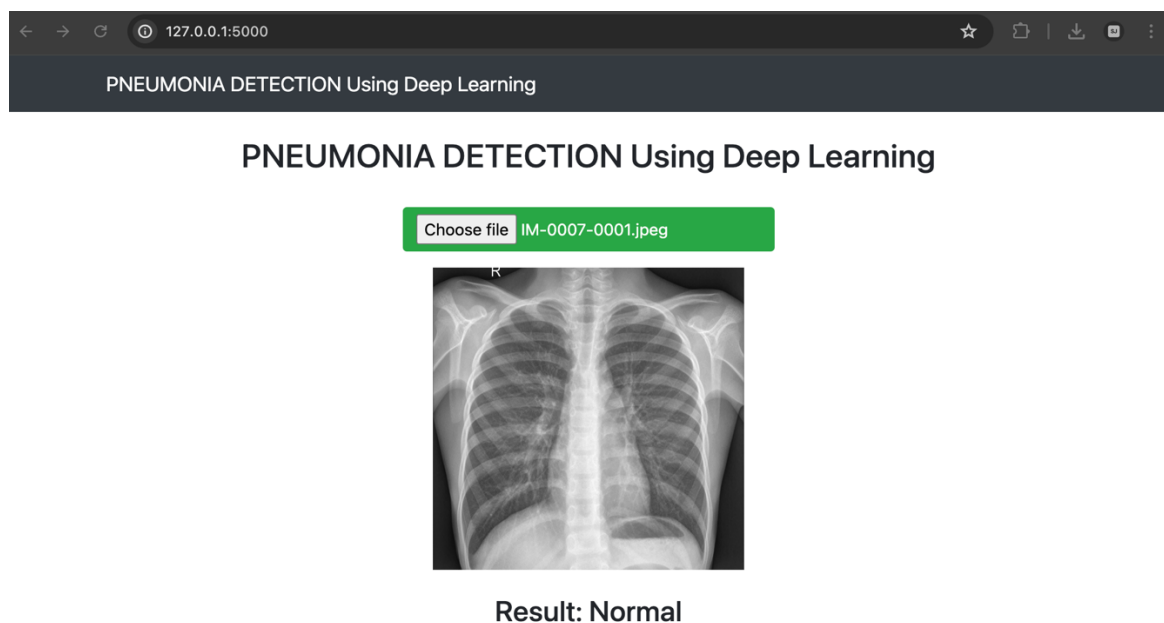 127.0.0.1:5000
SJ
PNEUMONIA DETECTION Using Deep Learning
PNEUMONIA DETECTION Using Deep Learning
Choose file IM-0007-0001.jpeg
R
Result: Normal